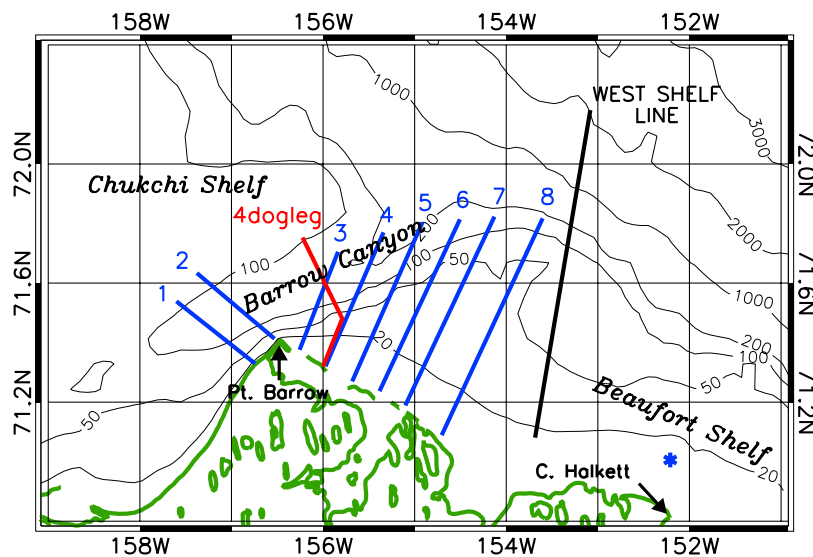 158W 156W 154W 152W
1000
WEST SHELF
LINE
3000
72.0N
72.0N
Chukchi Shelf
4dogleg
3
4
5
6
7
8
200
2000
Barrow Canyon
100
100
50
2
1
71.6N
71.6N
1000
200
100
50
20
Pt. Barrow
71.2N
71.2N
50
Beaufort Shelf
20
*
C. Halkett
158W 156W 154W 152W